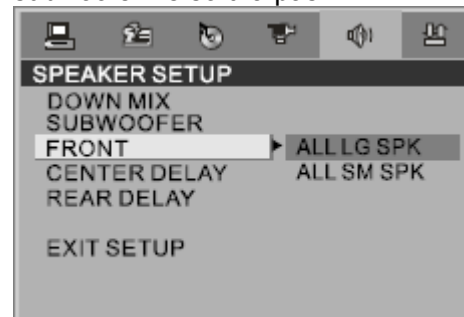 SPEAKER SETUP
DOWN MIX
SUBWOOFER
FRONT ALL LG SPK
CENTER DELAY ALL SM SPK
REAR DELAY
EXIT SETUP